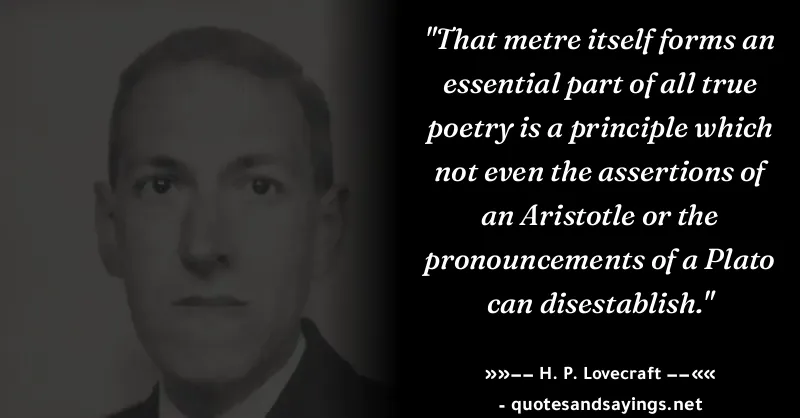 "That metre itself forms an
essential part of all true
poetry is a principle which
not even the assertions of
an Aristotle or the
pronouncements of a Plato
can disestablish."
»»−− H. P. Lovecraft −−««
- quotesandsayings.net